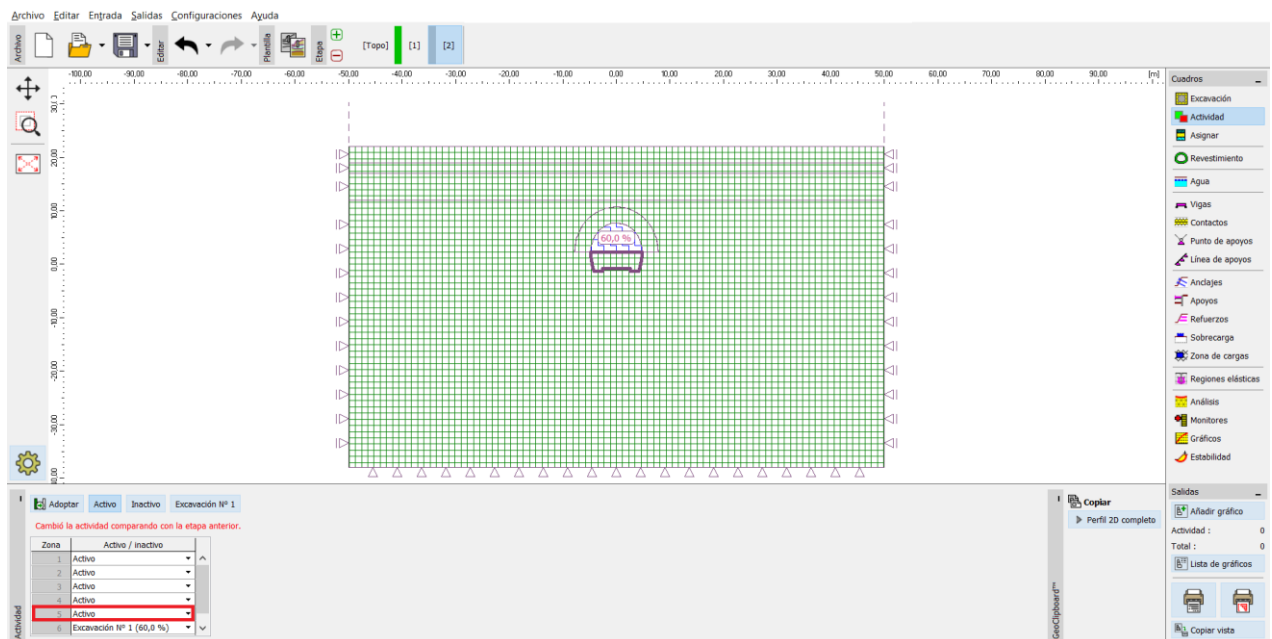 Archivo Editar Entrada Salidas Configuraciones Ayuda
Archivo
Editar
Plantilla
Etapa
[Topo] [1] [2]
-100,00 -90,00 -80,00 -70,00 -60,00 -50,00 -40,00 -30,00 -20,00 -10,00 0,00 10,00 20,00 30,00 40,00 50,00 60,00 70,00 80,00 90,00 [m]
30,0
20,00
10,00
0,00
-10,00
-20,00
-30,00
60,0 %
Cuadros
Excavación
Actividad
Asignar
Revestimiento
Agua
Vigas
Contactos
Punto de apoyos
Línea de apoyos
Anclajes
Apoyos
Refuerzos
Sobrecarga
Zona de cargas
Regiones elásticas
Análisis
Monitores
Gráficos
Estabilidad
Actividad
Adoptar Activo Inactivo Excavación Nº 1
Cambió la actividad comparando con la etapa anterior.
Zona Activo / inactivo
1 Activo
2 Activo
3 Activo
4 Activo
5 Activo
6 Excavación Nº 1 (60,0 %)
GeoClipboard™
Copiar
Perfil 2D completo
Salidas
Añadir gráfico
Actividad : 0
Total : 0
Lista de gráficos
Copiar vista